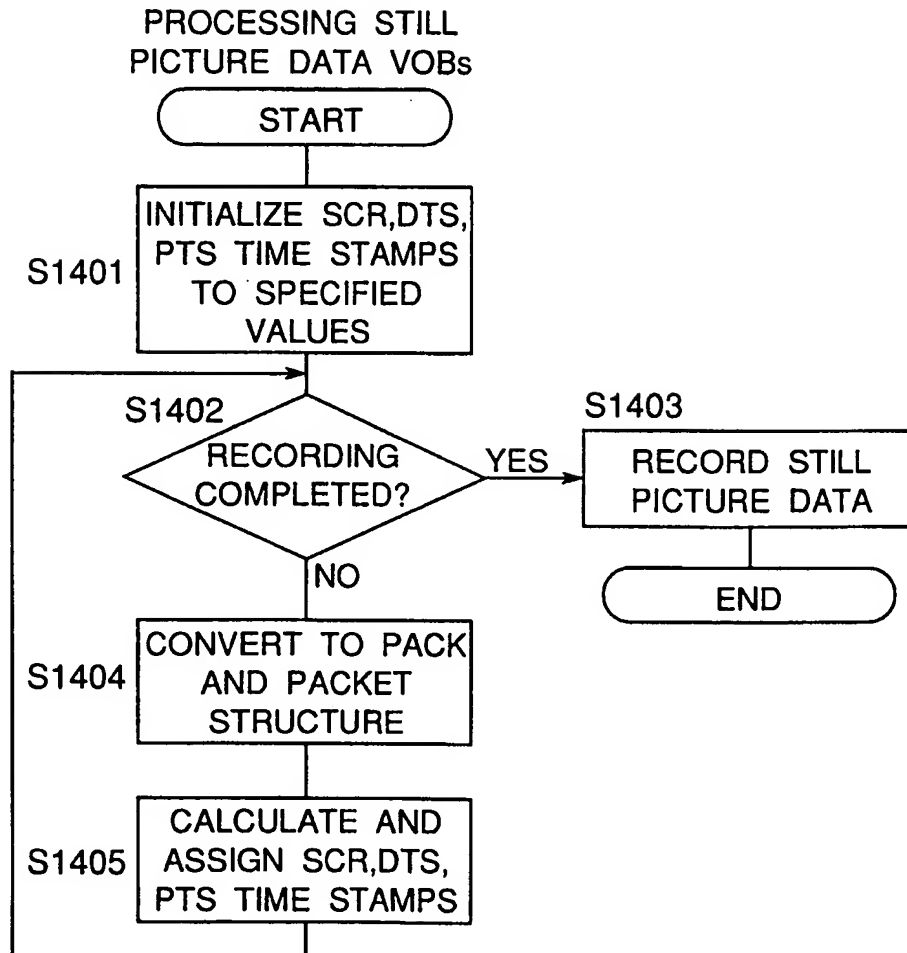 PROCESSING STILL
PICTURE DATA VOBs
START
S1401
INITIALIZE SCR,DTS,
PTS TIME STAMPS
TO SPECIFIED
VALUES
S1402
RECORDING
COMPLETED?
YES
S1403
RECORD STILL
PICTURE DATA
END
NO
S1404
CONVERT TO PACK
AND PACKET
STRUCTURE
S1405
CALCULATE AND
ASSIGN SCR,DTS,
PTS TIME STAMPS